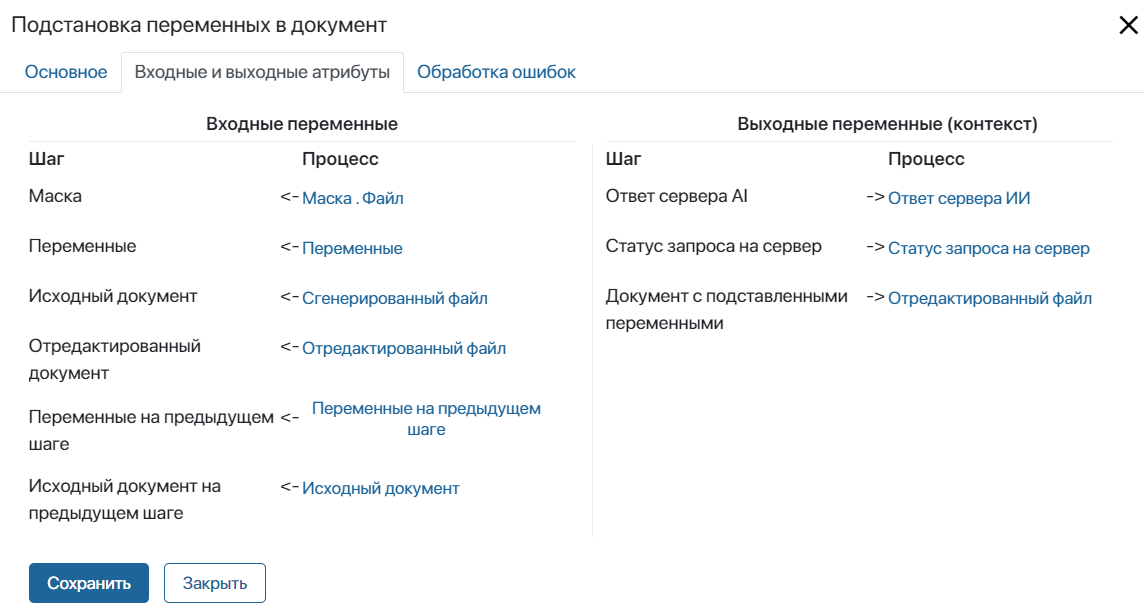 Подстановка переменных в документ
Основное
Входные и выходные атрибуты
Обработка ошибок
Входные переменные
Шаг
Процесс
Маска
<- Маска . Файл
Переменные
<- Переменные
Исходный документ
<- Сгенерированный файл
Отредактированный
документ
<- Отредактированный файл
Переменные на предыдущем
шаге
<- Переменные на предыдущем
шаге
Исходный документ на
предыдущем шаге
<- Исходный документ
Выходные переменные (контекст)
Шаг
Процесс
Ответ сервера AI
-> Ответ сервера ИИ
Статус запроса на сервер
-> Статус запроса на сервер
Документ с подставленными
переменными
-> Отредактированный файл
Сохранить
Закрыть